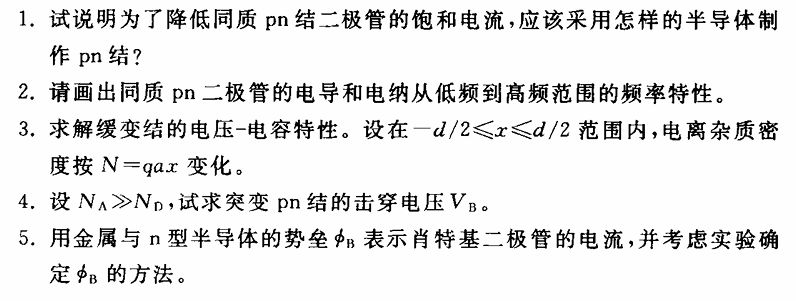 1. 试说明为了降低同质 pn 结二极管的饱和电流,应该采用怎样的半导体制
作 pn 结?
2. 请画出同质 pn 二极管的电导和电纳从低频到高频范围的频率特性。
3. 求解缓变结的电压-电容特性。设在 −d/2≤x≤d/2 范围内,电离杂质密
度按 N=qax 变化。
4. 设 N_A≫N_D,试求突变 pn 结的击穿电压 V_B。
5. 用金属与 n 型半导体的势垒 ϕ_B 表示肖特基二极管的电流,并考虑实验确
定 ϕ_B 的方法。